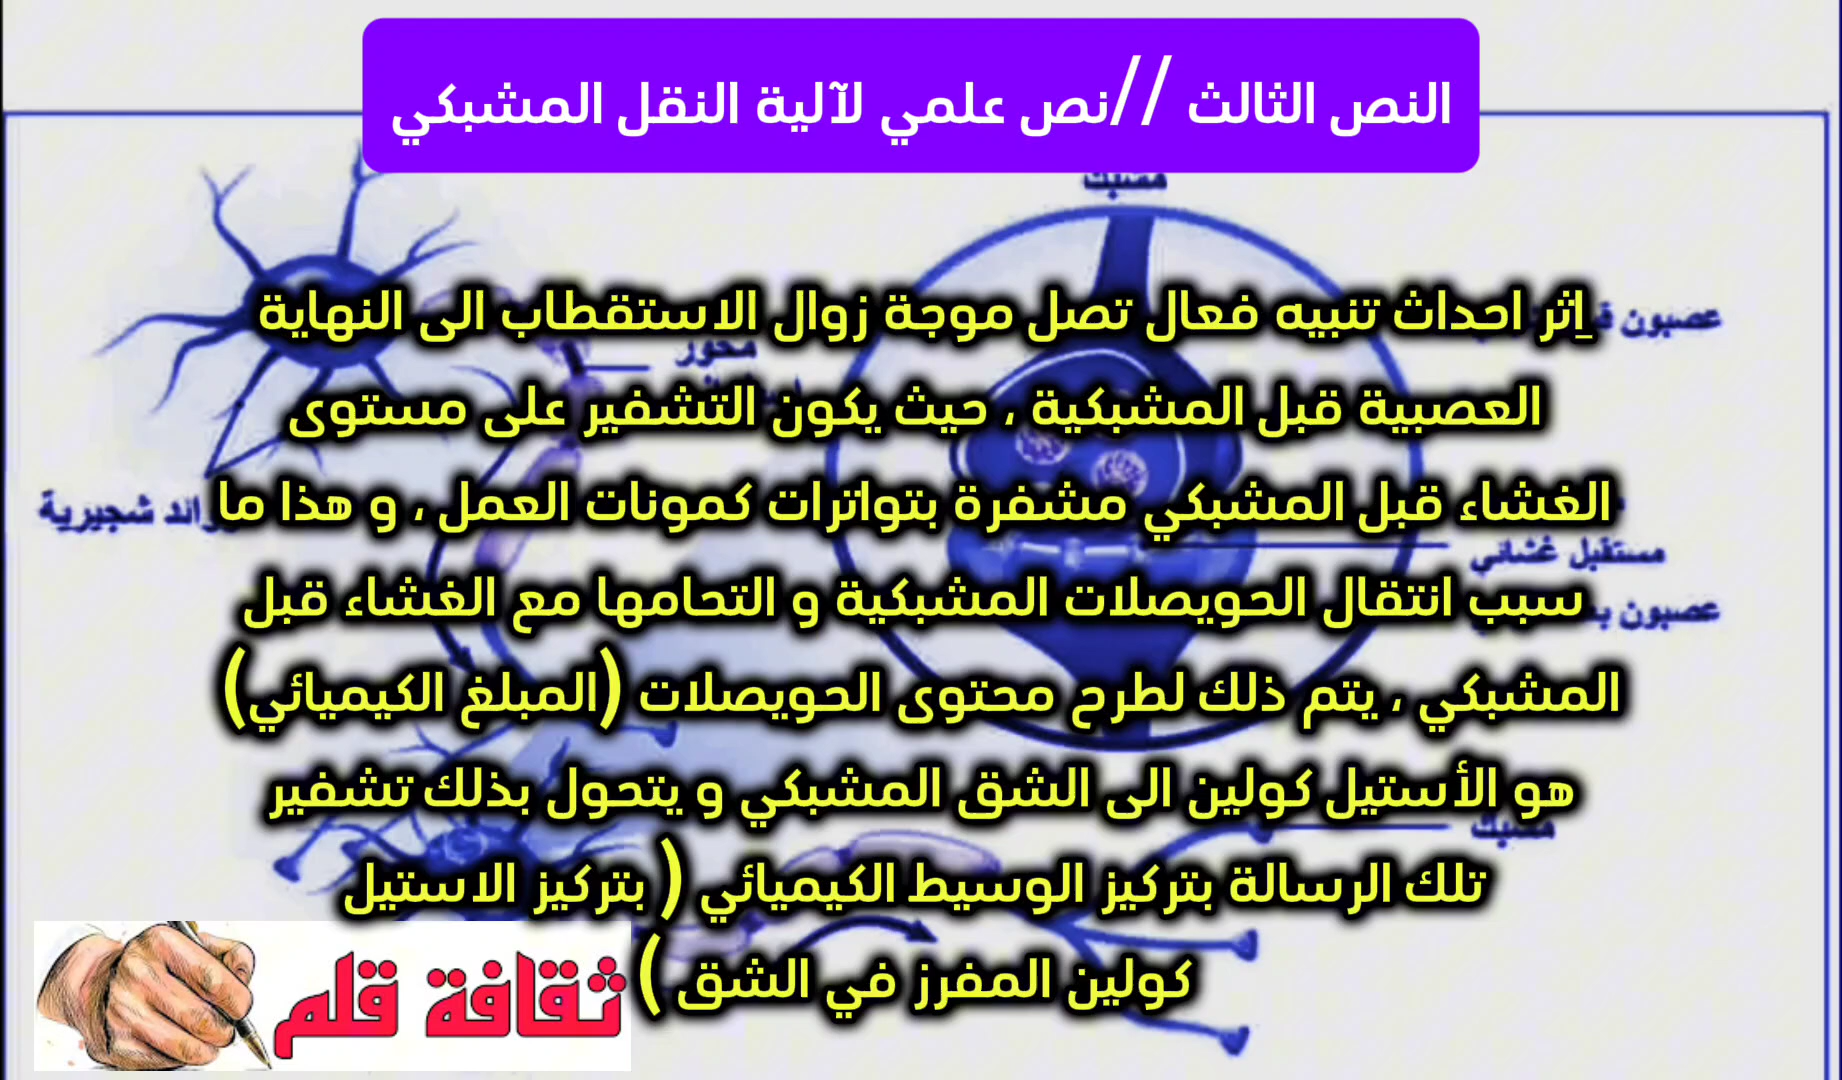 النص الثالث //نص علمي لآلية النقل المشبكي
مشبك
إثر احداث تنبيه فعال تصل موجة زوال الاستقطاب الى النهاية
عصبون
محور
العصبية قبل المشبكية ، حيث يكون التشفير على مستوى
الغشاء قبل المشبكي مشفرة بتواترات كمونات العمل ، و هذا ما
شجيرية
مستقبل غشائي
سبب انتقال الحويصلات المشبكية و التحامها مع الغشاء قبل
عصبون
المشبكي ، يتم ذلك لطرح محتوى الحويصلات (المبلغ الكيميائي)
هو الأستيل كولين الى الشق المشبكي و يتحول بذلك تشفير
مشبك
تلك الرسالة بتركيز الوسيط الكيميائي ( بتركيز الاستيل
كولين المفرز في الشق )
ثقافة قلم